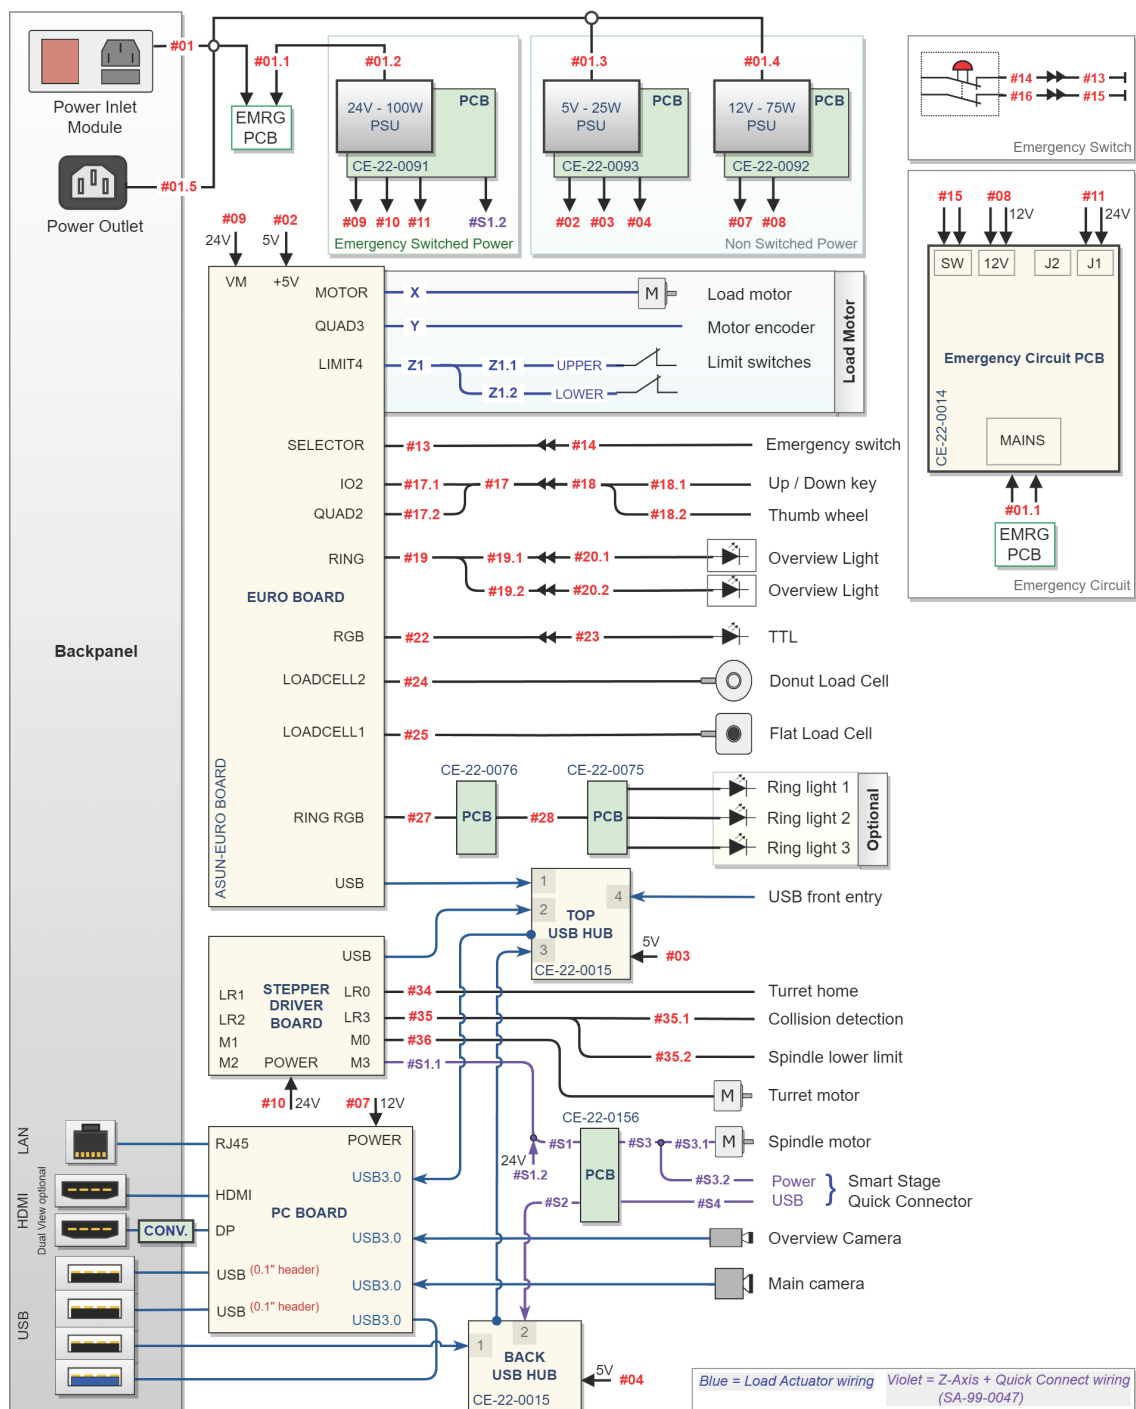 Power Inlet
Module
Power Outlet
Backpanel
#01
#01.1
#01.2
#01.3
#01.4
#01.5
EMRG
PCB
24V - 100W
PSU
PCB
CE-22-0091
#09
#10
#11
#S1.2
Emergency Switched Power
5V - 25W
PSU
PCB
CE-22-0093
#02
#03
#04
12V - 75W
PSU
PCB
CE-22-0092
#07
#08
Non Switched Power
#14
#13
#16
#15
Emergency Switch
#15
#08
12V
#11
24V
SW
12V
J2
J1
Emergency Circuit PCB
CE-22-0014
MAINS
#01.1
EMRG
PCB
Emergency Circuit
#09
#02
24V
5V
VM
+5V
MOTOR
X
M
Load motor
QUAD3
Y
Motor encoder
LIMIT4
Z1
Z1.1
UPPER
Limit switches
Z1.2
LOWER
Load Motor
SELECTOR
#13
#14
Emergency switch
IO2
#17.1
#17
#18
#18.1
Up / Down key
QUAD2
#17.2
#18.2
Thumb wheel
RING
#19
#19.1
#20.1
Overview Light
#19.2
#20.2
Overview Light
EURO BOARD
RGB
#22
#23
TTL
LOADCELL2
#24
Donut Load Cell
LOADCELL1
#25
Flat Load Cell
ASUN-EURO BOARD
CE-22-0076
CE-22-0075
RING RGB
#27
PCB
#28
PCB
Ring light 1
Ring light 2
Ring light 3
Optional
USB
1
2
3
4
TOP
USB HUB
CE-22-0015
USB front entry
5V
#03
USB
STEPPER
DRIVER
BOARD
LR1
LR2
M1
M2
POWER
LR0
#34
Turret home
LR3
#35
#35.1
Collision detection
M0
#36
#35.2
Spindle lower limit
M3
#S1.1
M
Turret motor
#10
24V
#07
12V
CE-22-0156
LAN
RJ45
POWER
#S1
PCB
#S3
#S3.1
M
Spindle motor
24V
#S1.2
USB3.0
#S3.2
Power
Smart Stage
HDMI
Dual View optional
HDMI
#S2
#S4
USB
Quick Connector
PC BOARD
CONV.
DP
USB3.0
Overview Camera
USB
USB (0.1" header)
USB3.0
Main camera
USB (0.1" header)
USB3.0
1
2
BACK
USB HUB
CE-22-0015
5V
#04
Blue = Load Actuator wiring
Violet = Z-Axis + Quick Connect wiring
(SA-99-0047)